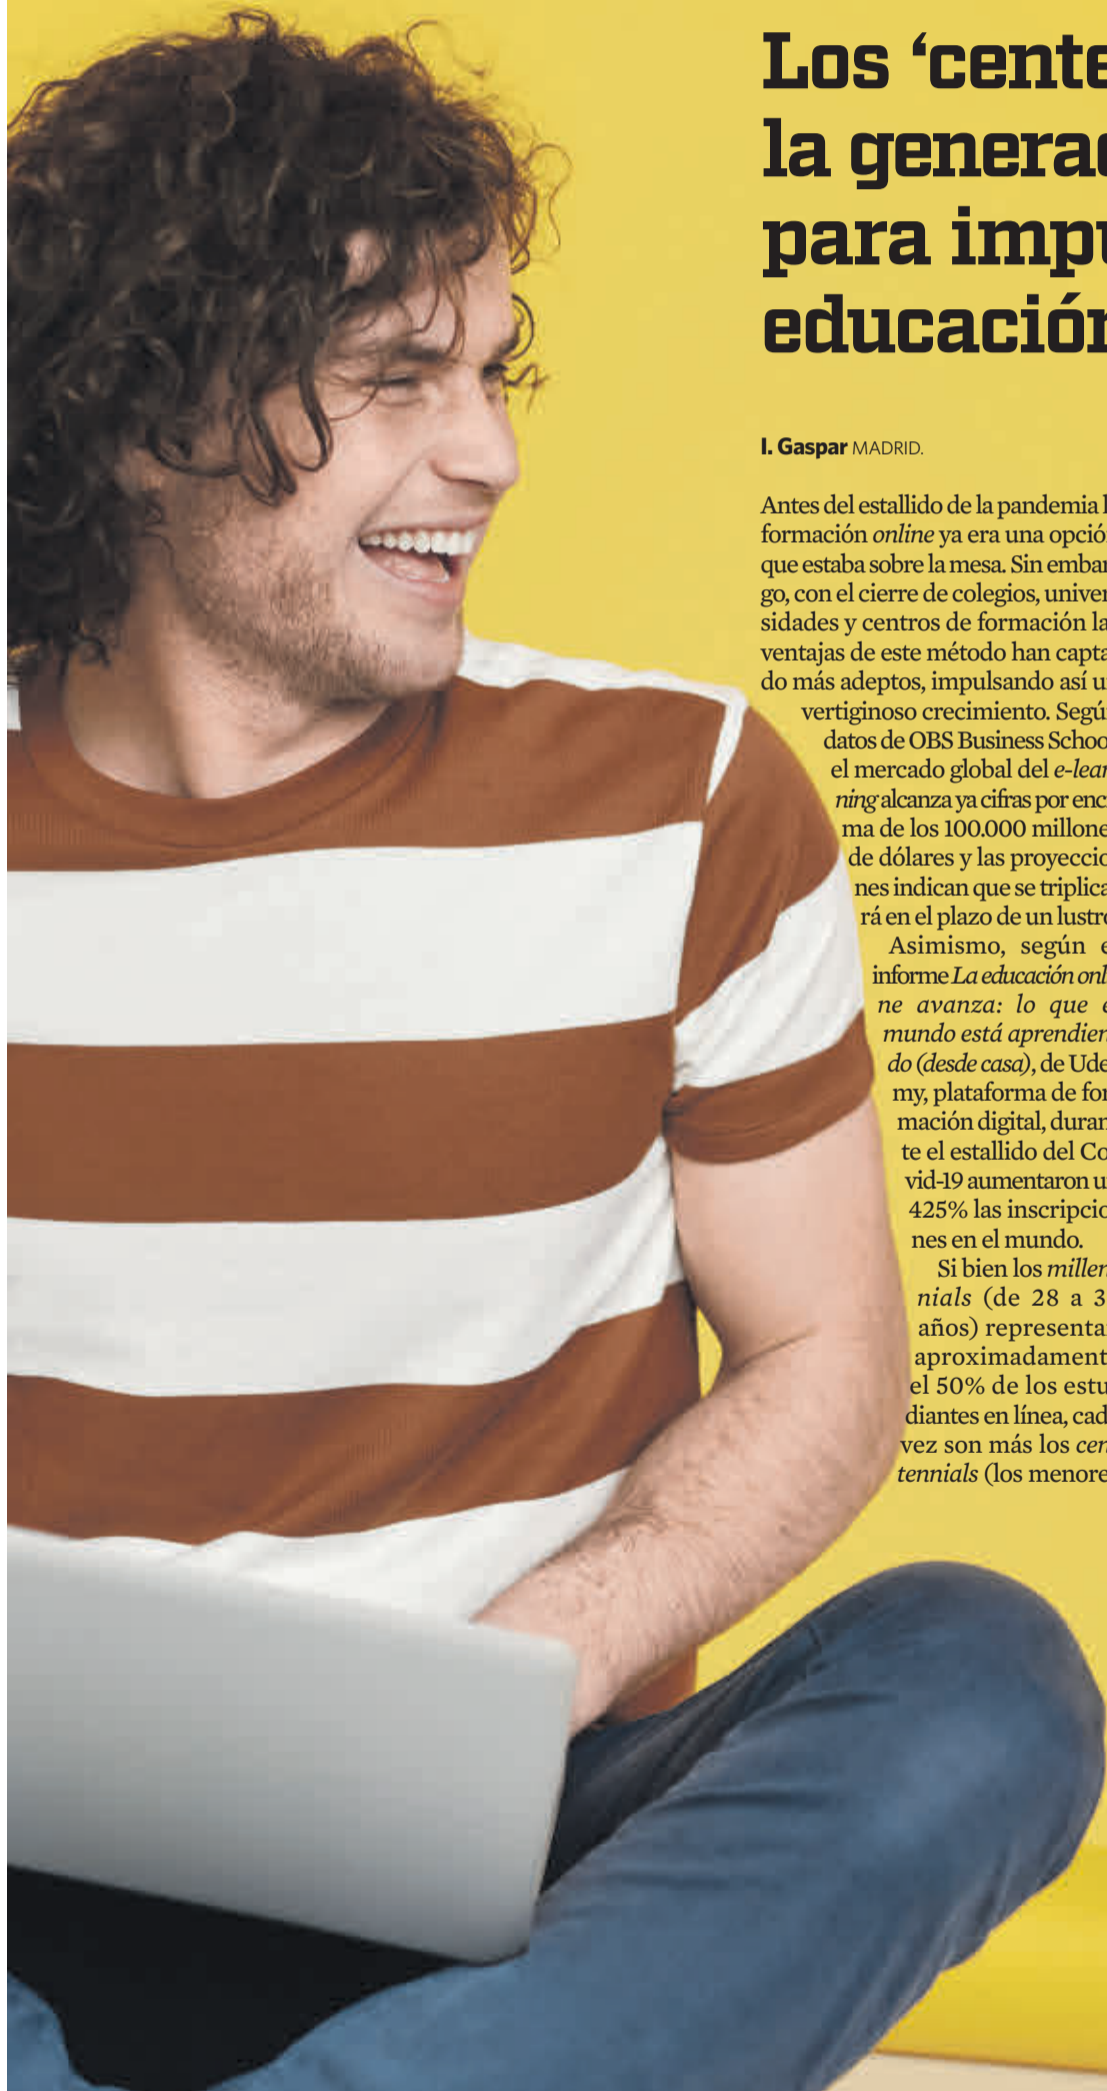 Los ‘cente
la generac
para impu
educación
I. Gaspar MADRID.
Antes del estallido de la pandemia l
formación online ya era una opción
que estaba sobre la mesa. Sin embar
go, con el cierre de colegios, univer
sidades y centros de formación la
ventajas de este método han capta
do más adeptos, impulsando así u
vertiginoso crecimiento. Segú
datos de OBS Business Schoo
el mercado global del e-lear
ning alcanza ya cifras por enci
ma de los 100.000 millone
de dólares y las proyeccio
nes indican que se triplica
rá en el plazo de un lustro
Asimismo, según e
informe La educación onli
ne avanza: lo que e
mundo está aprendien
do (desde casa), de Ude
my, plataforma de for
mación digital, duran
te el estallido del Co
vid-19 aumentaron u
425% las inscripcio
nes en el mundo.
Si bien los millen
nials (de 28 a 3
años) representa
aproximadament
el 50% de los estu
diantes en línea, cad
vez son más los cen
tennials (los menore